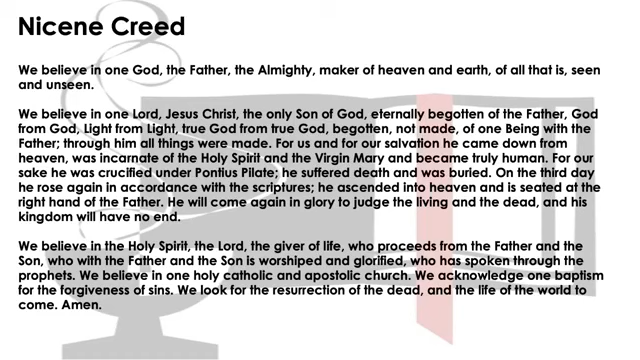 Nicene Creed
We believe in one God, the Father, the Almighty, maker of heaven and earth, of all that is, seen
and unseen.
We believe in one Lord, Jesus Christ, the only Son of God, eternally begotten of the Father, God
from God, Light from Light, true God from true God, begotten, not made, of one Being with the
Father; through him all things were made. For us and for our salvation he came down from
heaven, was incarnate of the Holy Spirit and the Virgin Mary and became truly human. For our
sake he was crucified under Pontius Pilate; he suffered death and was buried. On the third day
he rose again in accordance with the scriptures; he ascended into heaven and is seated at the
right hand of the Father. He will come again in glory to judge the living and the dead, and his
kingdom will have no end.
We believe in the Holy Spirit, the Lord, the giver of life, who proceeds from the Father and the
Son, who with the Father and the Son is worshiped and glorified, who has spoken through the
prophets. We believe in one holy catholic and apostolic church. We acknowledge one baptism
for the forgiveness of sins. We look for the resurrection of the dead, and the life of the world to
come. Amen.